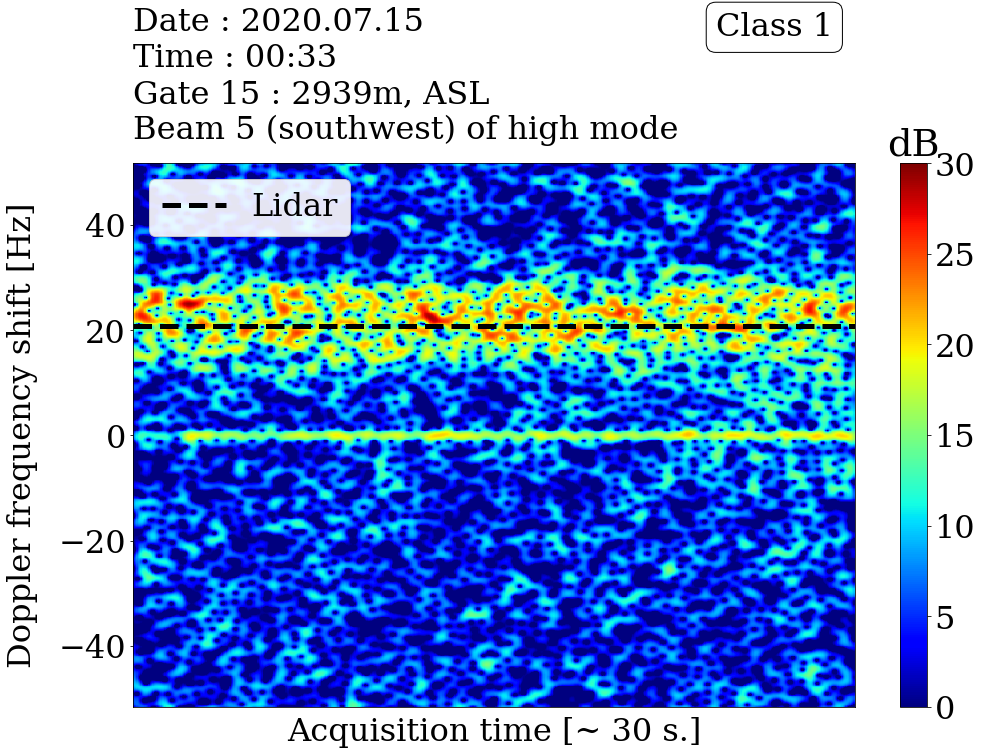 Date : 2020.07.15
Time : 00:33
Gate 15 : 2939m, ASL
Beam 5 (southwest) of high mode
Class 1
dB
Lidar
Doppler frequency shift [Hz]
40
20
0
−20
−40
Acquisition time [~ 30 s.]
30
25
20
15
10
5
0